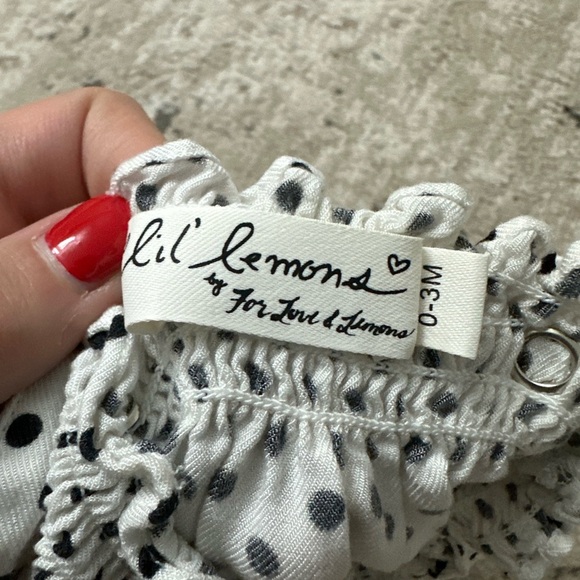 lil' lemons ♡
by For Love & Lemons
0-3M